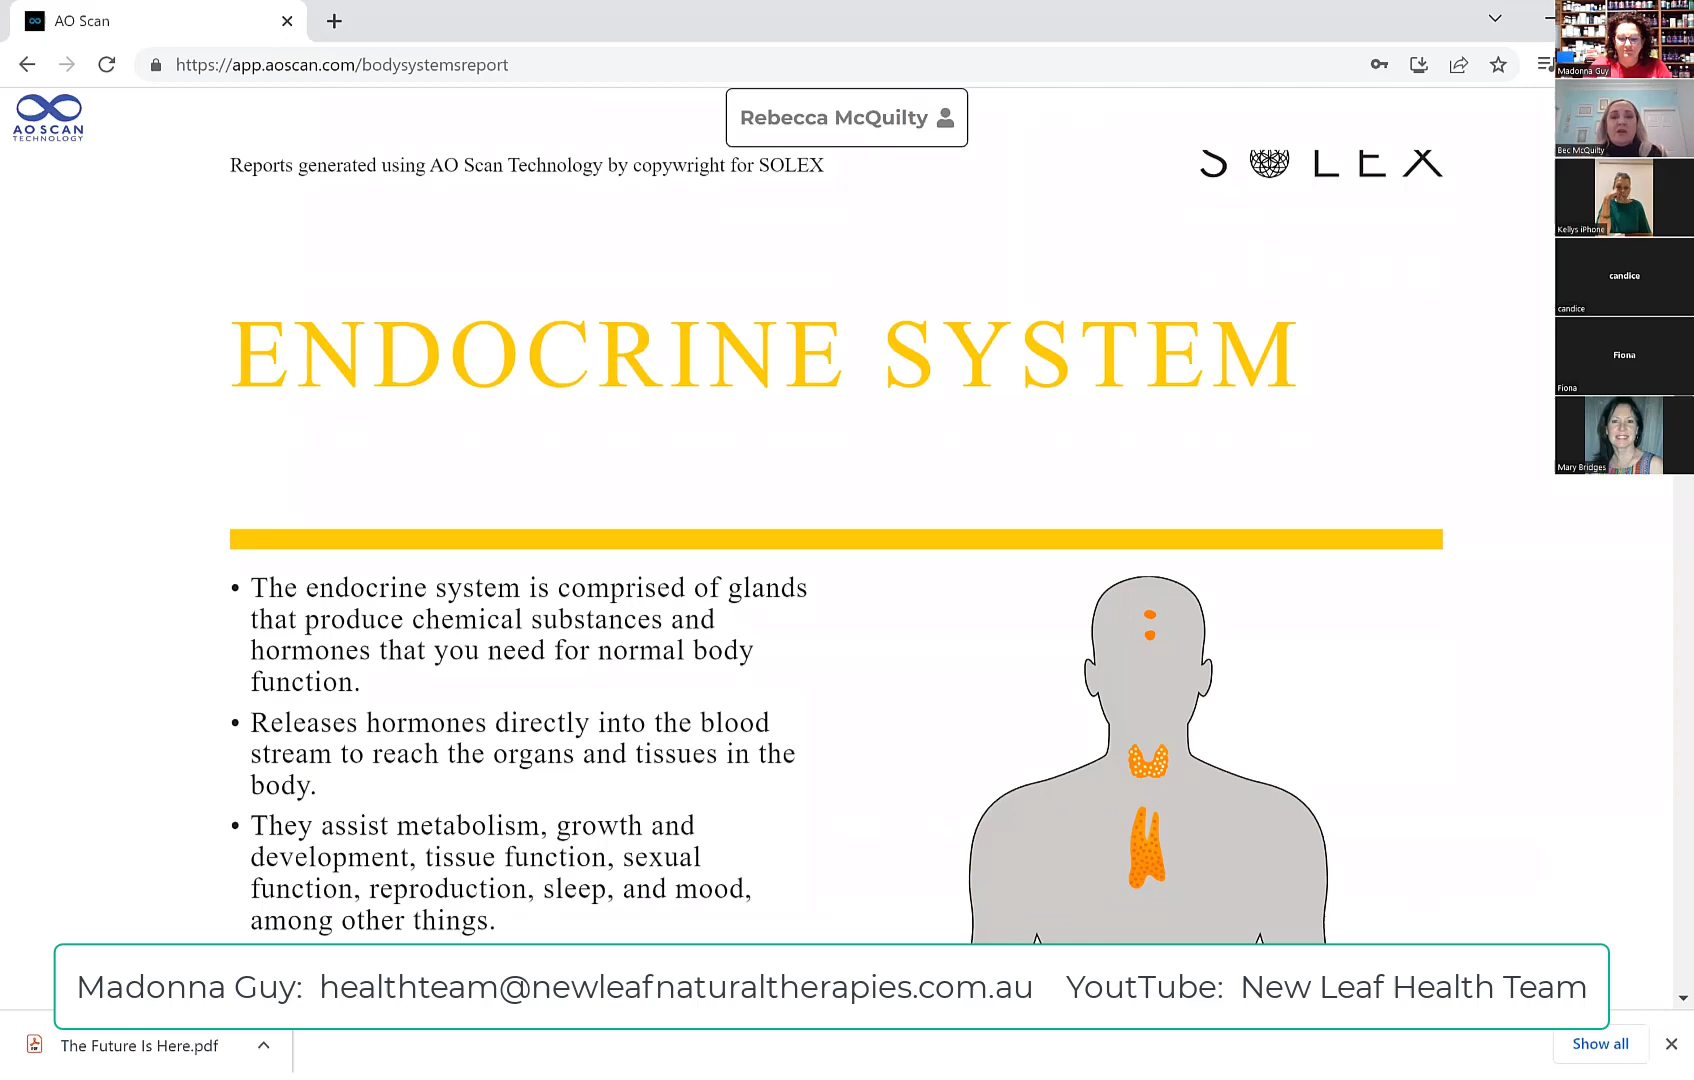 AO Scan
https://app.aoscan.com/bodysystemsreport
AO SCAN
TECHNOLOGY
Rebecca McQuilty
Reports generated using AO Scan Technology by copywright for SOLEX
SOLEX
ENDOCRINE SYSTEM
• The endocrine system is comprised of glands
that produce chemical substances and
hormones that you need for normal body
function.
• Releases hormones directly into the blood
stream to reach the organs and tissues in the
body.
• They assist metabolism, growth and
development, tissue function, sexual
function, reproduction, sleep, and mood,
among other things.
Madonna Guy
Bec McQuilty
Kellys iPhone
candice
candice
Fiona
Fiona
Mary Bridges
Madonna Guy: healthteam@newleafnaturaltherapies.com.au YoutTube: New Leaf Health Team
The Future Is Here.pdf
Show all